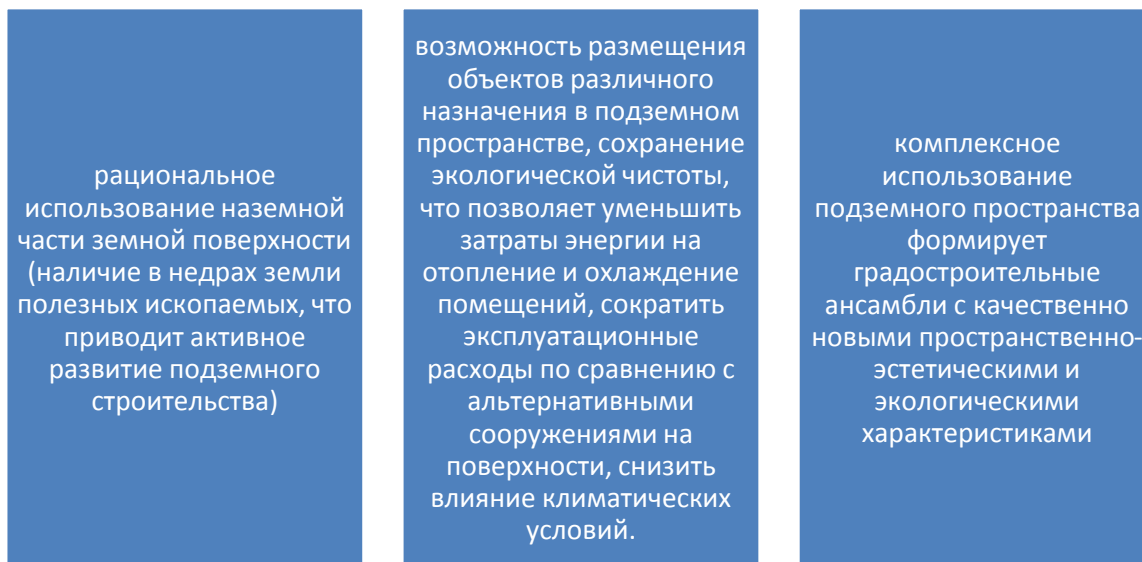 рациональное
использование наземной
части земной поверхности
(наличие в недрах земли
полезных ископаемых, что
приводит активное
развитие подземного
строительства)
возможность размещения
объектов различного
назначения в подземном
пространстве, сохранение
экологической чистоты,
что позволяет уменьшить
затраты энергии на
отопление и охлаждение
помещений, сократить
эксплуатационные
расходы по сравнению с
альтернативными
сооружениями на
поверхности, снизить
влияние климатических
условий.
комплексное
использование
подземного пространства
формирует
градостроительные
ансамбли с качественно
новыми пространственно-
эстетическими и
экологическими
характеристиками